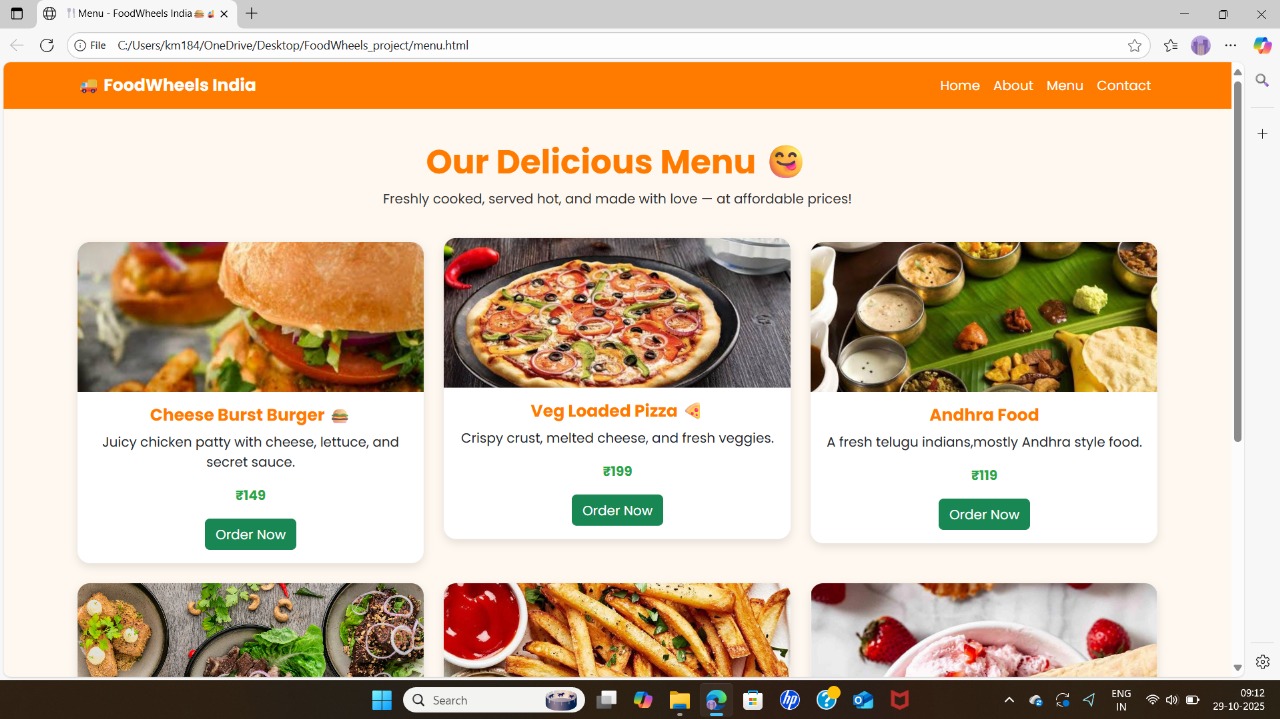 🍴 Menu - FoodWheels India 🍔
File C:/Users/km184/OneDrive/Desktop/FoodWheels_project/menu.html
🚚 FoodWheels India
Home About Menu Contact
Our Delicious Menu 😋
Freshly cooked, served hot, and made with love — at affordable prices!
Cheese Burst Burger 🍔
Juicy chicken patty with cheese, lettuce, and
secret sauce.
₹149
Order Now
Veg Loaded Pizza 🍕
Crispy crust, melted cheese, and fresh veggies.
₹199
Order Now
Andhra Food
A fresh telugu indians,mostly Andhra style food.
₹119
Order Now
Search
ENG
IN
09:12
29-10-2025